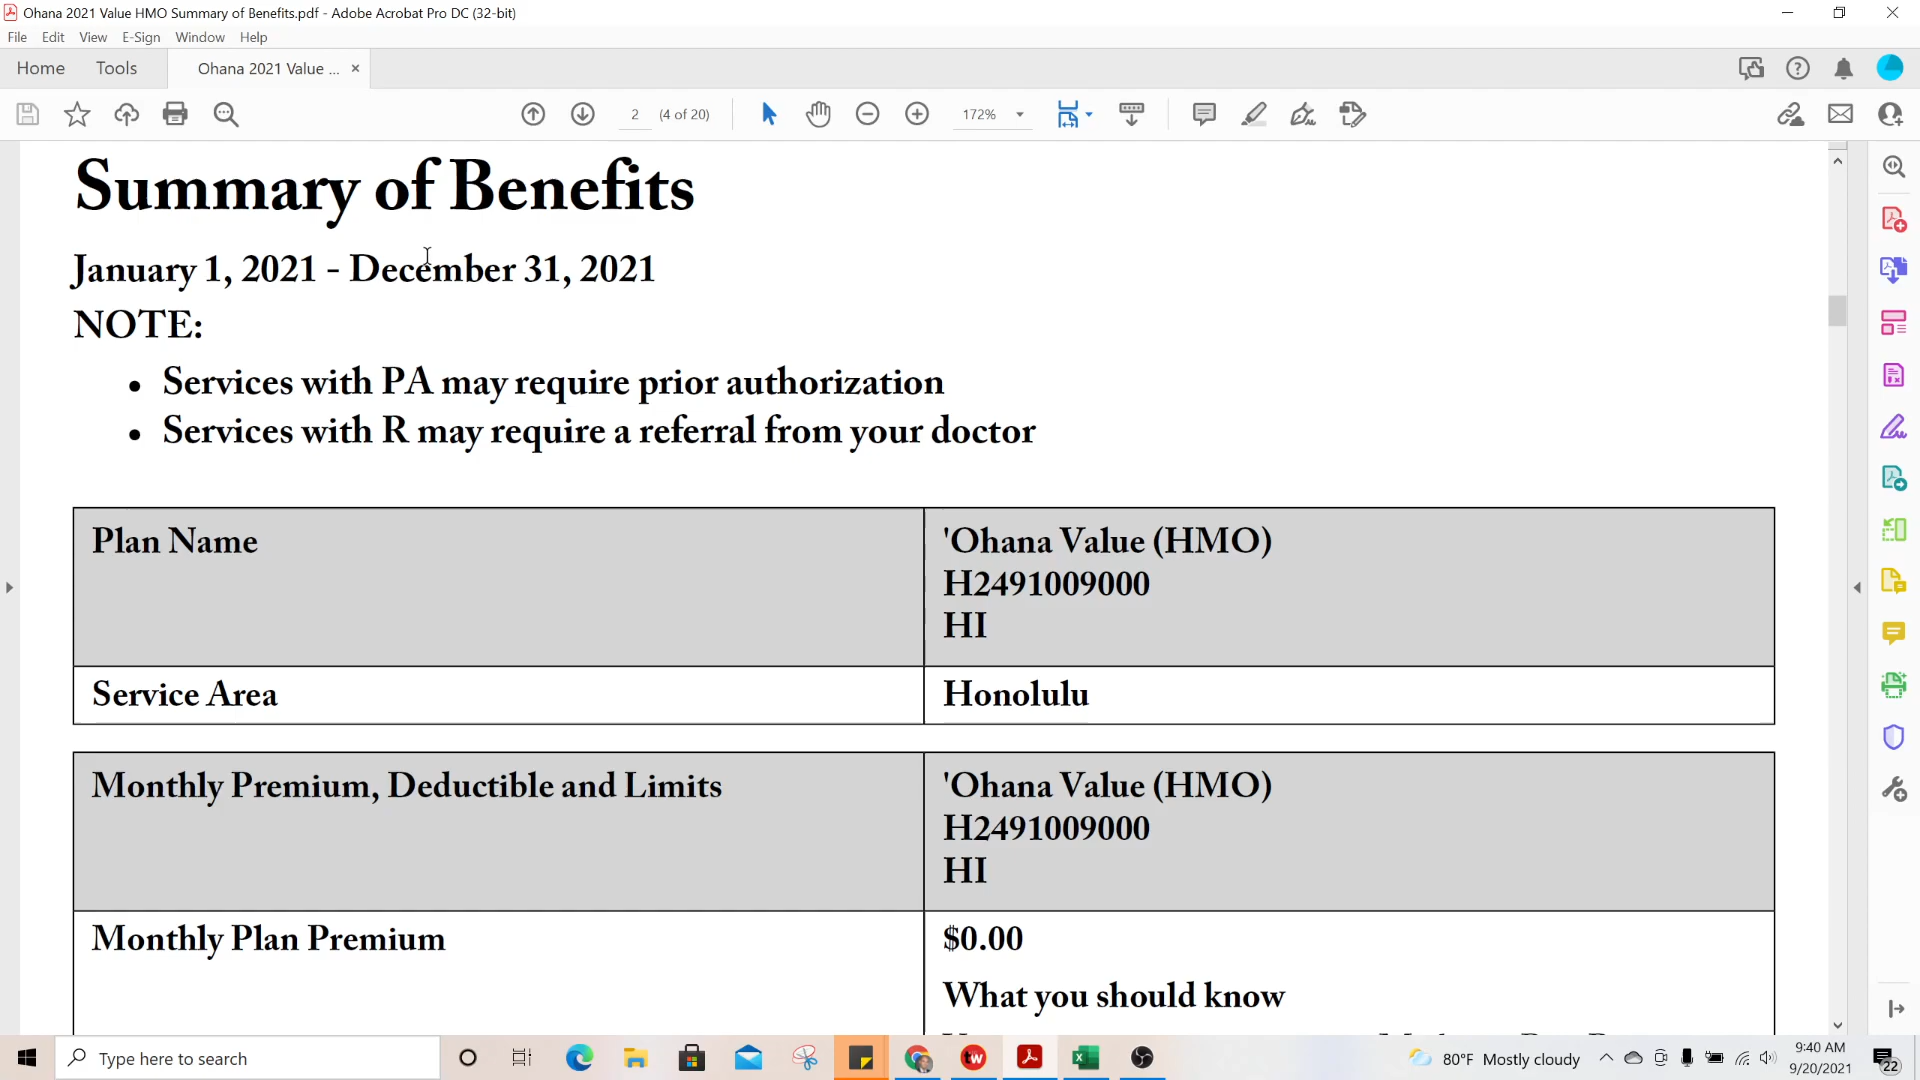 Ohana 2021 Value HMO Summary of Benefits.pdf - Adobe Acrobat Pro DC (32-bit)
File Edit View E-Sign Window Help
Home Tools Ohana 2021 Value ... ×
2 (4 of 20) 172%
Summary of Benefits
January 1, 2021 - December 31, 2021
NOTE:
• Services with PA may require prior authorization
• Services with R may require a referral from your doctor
Plan Name
'Ohana Value (HMO)
H2491009000
HI
Service Area
Honolulu
Monthly Premium, Deductible and Limits
'Ohana Value (HMO)
H2491009000
HI
Monthly Plan Premium
$0.00
What you should know
Type here to search
tw
80°F Mostly cloudy
9:40 AM
9/20/2021
22